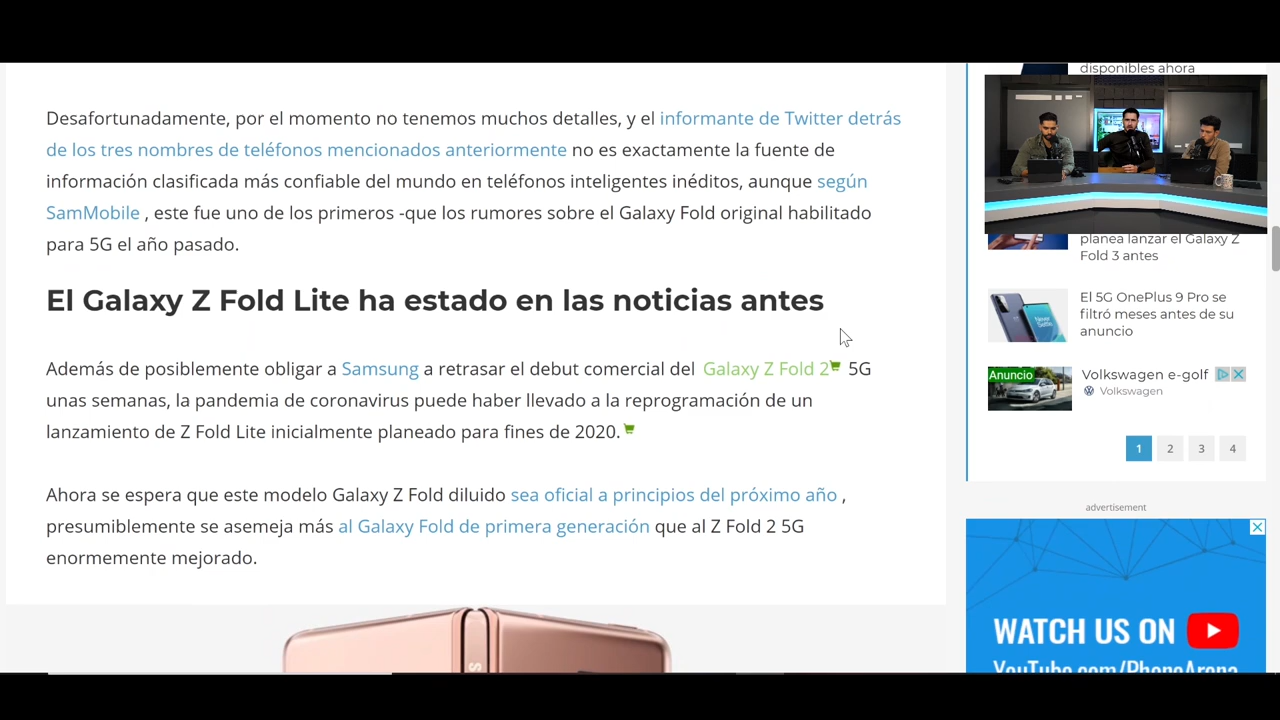 Desafortunadamente, por el momento no tenemos muchos detalles, y el informante de Twitter detrás
de los tres nombres de teléfonos mencionados anteriormente no es exactamente la fuente de
información clasificada más confiable del mundo en teléfonos inteligentes inéditos, aunque según
SamMobile , este fue uno de los primeros -que los rumores sobre el Galaxy Fold original habilitado
para 5G el año pasado.
El Galaxy Z Fold Lite ha estado en las noticias antes
Además de posiblemente obligar a Samsung a retrasar el debut comercial del Galaxy Z Fold 2 5G
unas semanas, la pandemia de coronavirus puede haber llevado a la reprogramación de un
lanzamiento de Z Fold Lite inicialmente planeado para fines de 2020.
Ahora se espera que este modelo Galaxy Z Fold diluido sea oficial a principios del próximo año ,
presumiblemente se asemeja más al Galaxy Fold de primera generación que al Z Fold 2 5G
enormemente mejorado.
disponibles ahora
planea lanzar el Galaxy Z
Fold 3 antes
El 5G OnePlus 9 Pro se
filtró meses antes de su
anuncio
Anuncio
Volkswagen e-golf
Volkswagen
1 2 3 4
advertisement
WATCH US ON
YouTube.com/PhoneArena